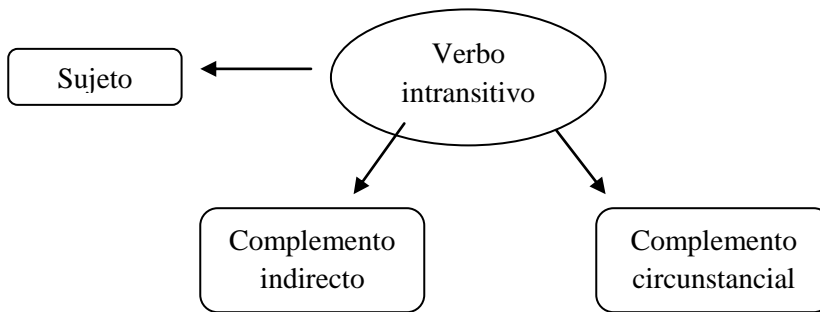 Verbo
intransitivo
Sujeto
Complemento
indirecto
Complemento
circunstancial